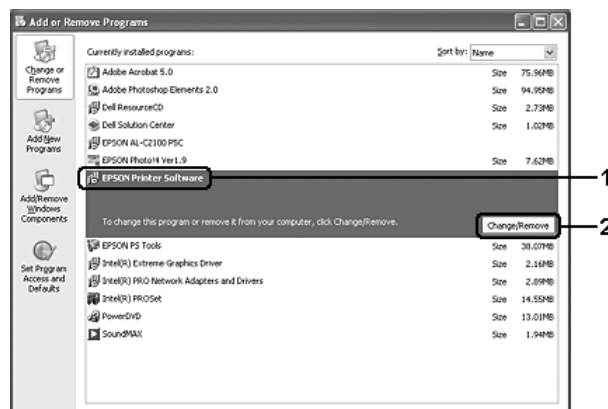 Add or Remove Programs
Change or
Remove
Programs
Add New
Programs
Add/Remove
Windows
Components
Set Program
Access and
Defaults
Currently installed programs: Sort by: Name
Adobe Acrobat 5.0 Size 75.96MB
Adobe Photoshop Elements 2.0 Size 94.95MB
Dell ResourceCD Size 2.73MB
Dell Solution Center Size 1.02MB
EPSON AL-C2100 PSC
EPSON Photo!4 Ver1.9 Size 7.62MB
EPSON Printer Software 1
To change this program or remove it from your computer, click Change/Remove.
Change/Remove 2
EPSON PS Tools Size 38.07MB
Intel(R) Extreme Graphics Driver Size 2.16MB
Intel(R) PRO Network Adapters and Drivers Size 2.89MB
Intel(R) PROSet Size 14.55MB
PowerDVD Size 13.01MB
SoundMAX Size 1.94MB